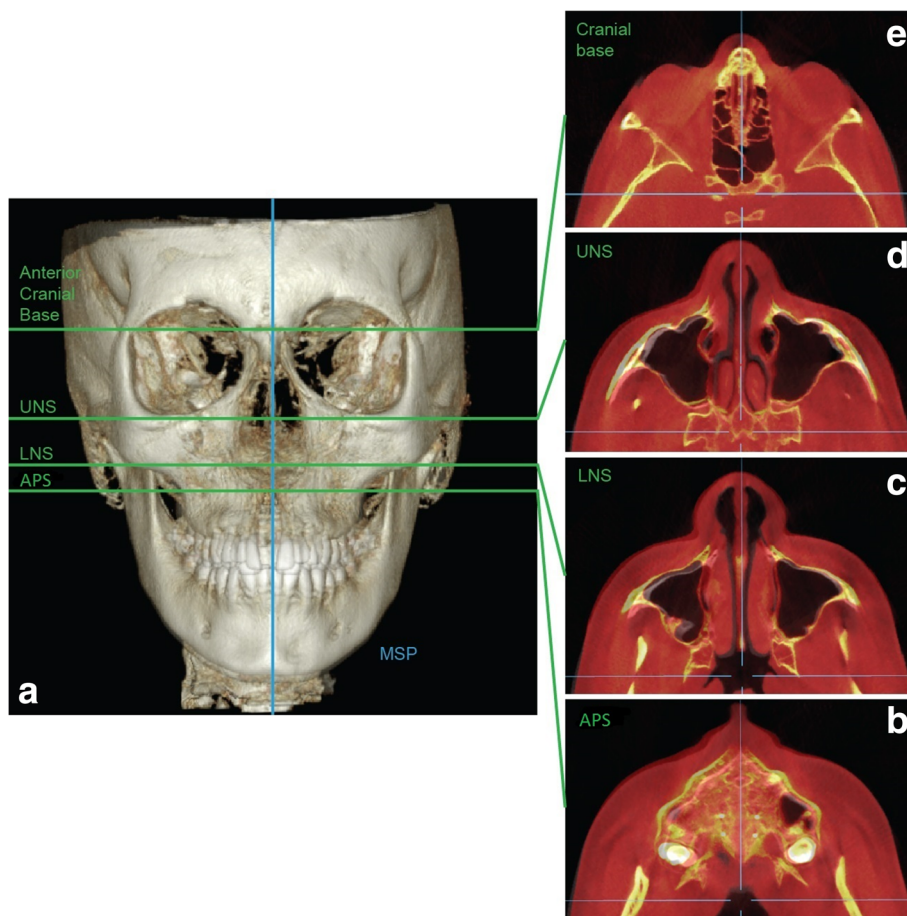 Anterior
Cranial
Base
UNS
LNS
APS
MSP
a
Cranial
base
e
UNS
d
LNS
c
APS
b